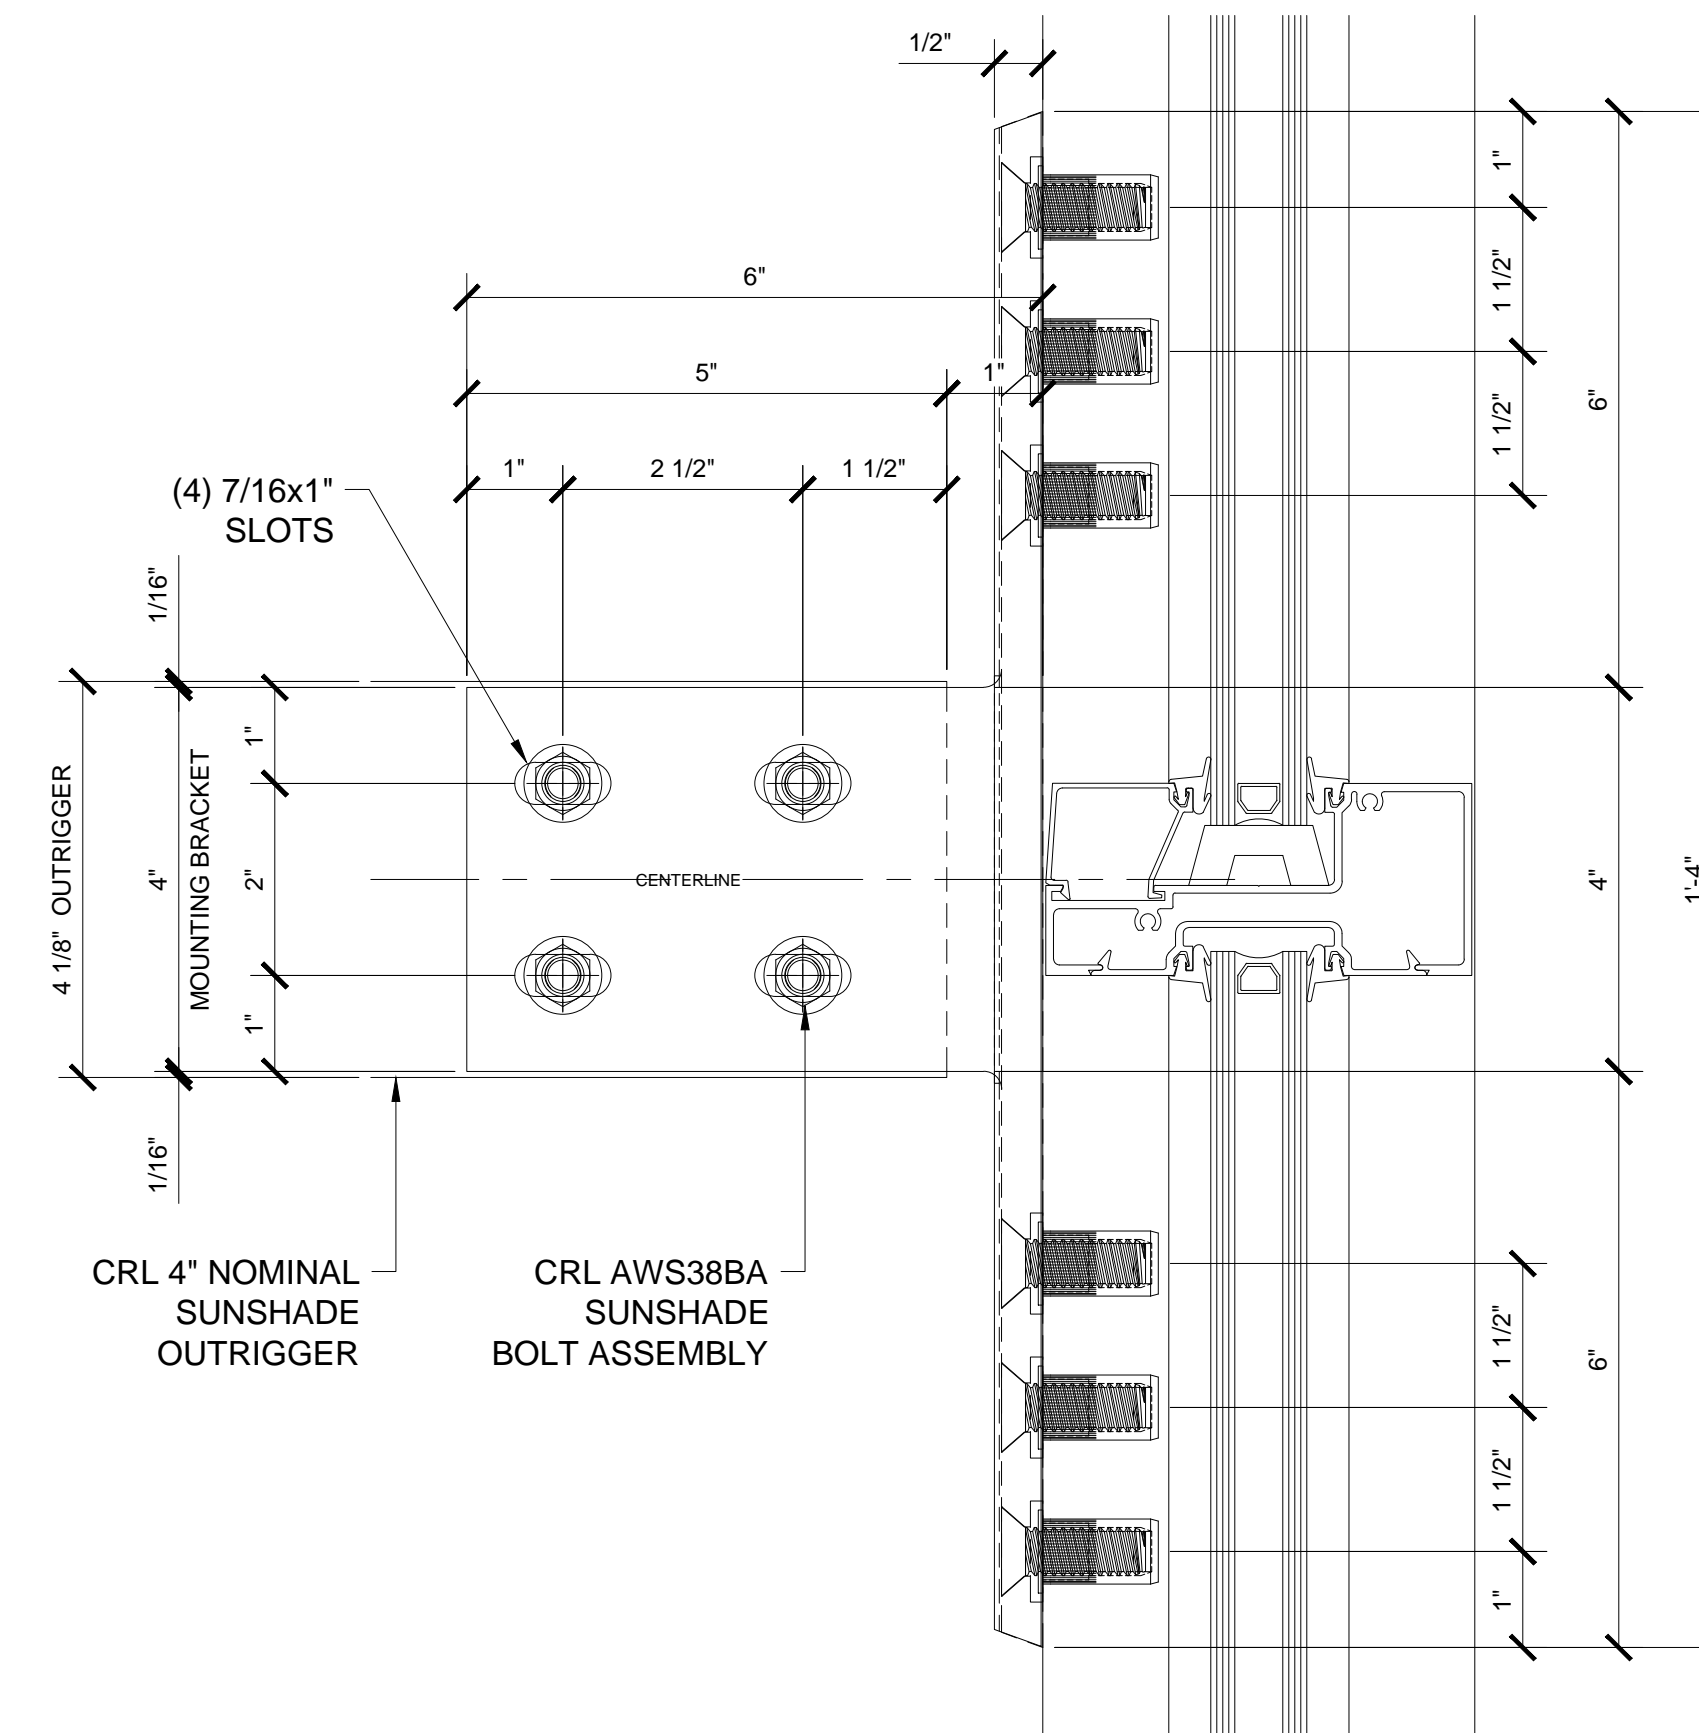 1/2"
1"
1 1/2"
1 1/2"
6"
6"
5"
1"
1"
2 1/2"
1 1/2"
(4) 7/16x1"
SLOTS
1/16"
4 1/8" OUTRIGGER
4"
MOUNTING BRACKET
1"
2"
1"
1/16"
CENTERLINE
4"
1'-4"
CRL 4" NOMINAL
SUNSHADE
OUTRIGGER
CRL AWS38BA
SUNSHADE
BOLT ASSEMBLY
1 1/2"
1 1/2"
1"
6"